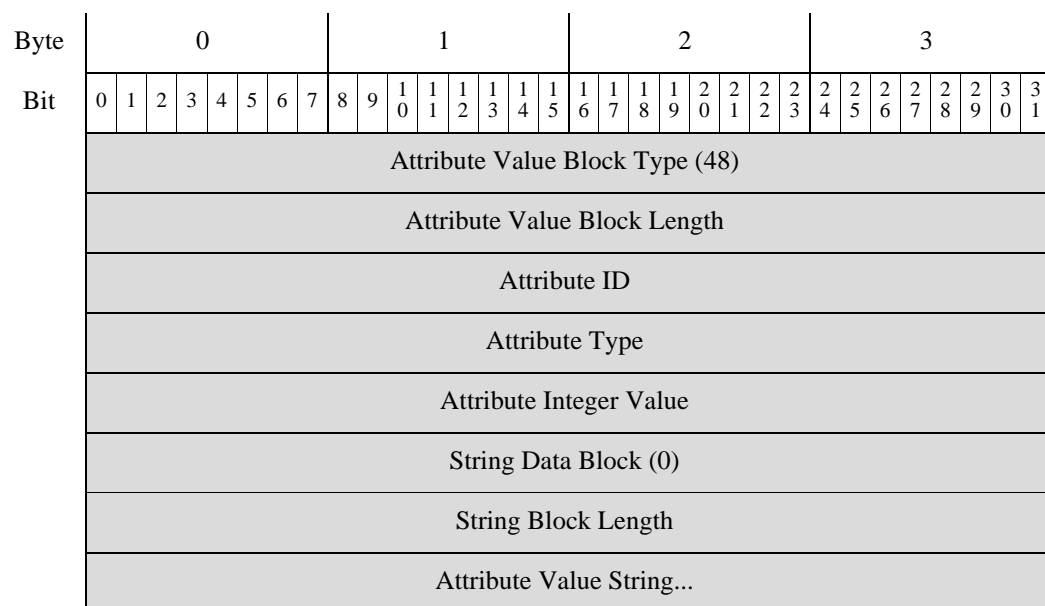 Byte 0 1 2 3
Bit 0 1 2 3 4 5 6 7 8 9 10 11 12 13 14 15 16 17 18 19 20 21 22 23 24 25 26 27 28 29 30 31
Attribute Value Block Type (48)
Attribute Value Block Length
Attribute ID
Attribute Type
Attribute Integer Value
String Data Block (0)
String Block Length
Attribute Value String...